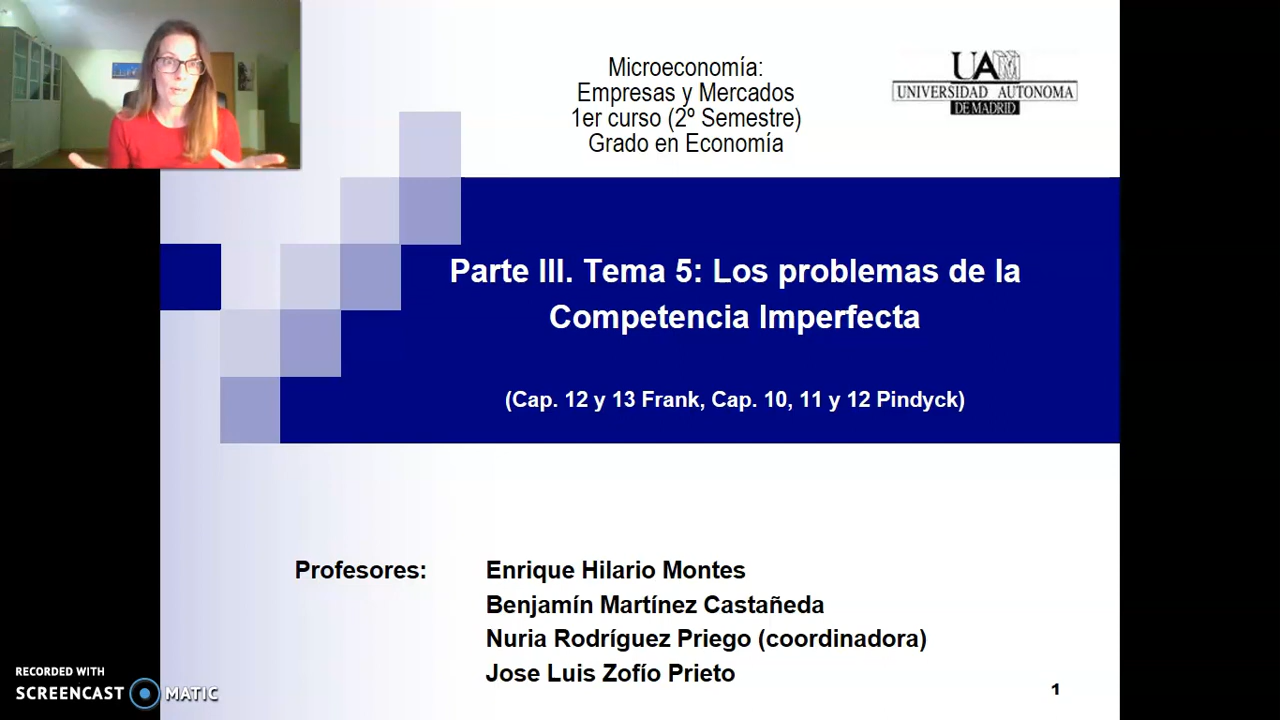 Microeconomía:
Empresas y Mercados
1er curso (2º Semestre)
Grado en Economía
UAM
UNIVERSIDAD AUTONOMA
DE MADRID
Parte III. Tema 5: Los problemas de la
Competencia Imperfecta
(Cap. 12 y 13 Frank, Cap. 10, 11 y 12 Pindyck)
Profesores:
Enrique Hilario Montes
Benjamín Martínez Castañeda
Nuria Rodríguez Priego (coordinadora)
Jose Luis Zofío Prieto
RECORDED WITH
SCREENCAST MATIC
1